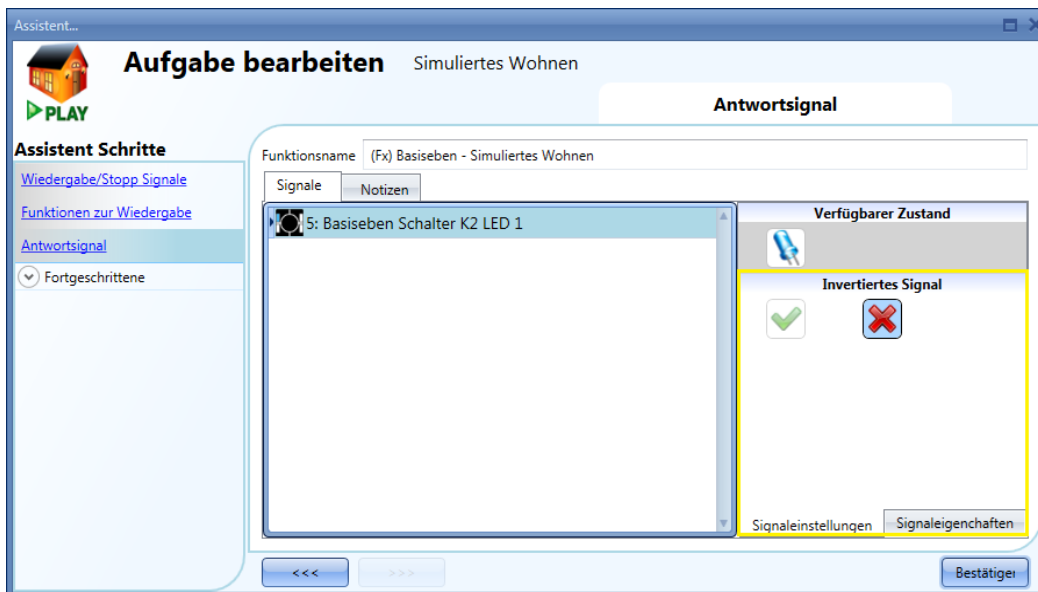 Assistent...
Aufgabe bearbeiten Simuliertes Wohnen
PLAY
Antwortsignal
Assistent Schritte
Wiedergabe/Stopp Signale
Funktionen zur Wiedergabe
Antwortsignal
Fortgeschrittene
Funktionsname (Fx) Basiseben - Simuliertes Wohnen
Signale Notizen
5: Basiseben Schalter K2 LED 1
Verfügbarer Zustand
Invertiertes Signal
Signaleinstellungen Signaleigenchaften
<<< >>> Bestätiger